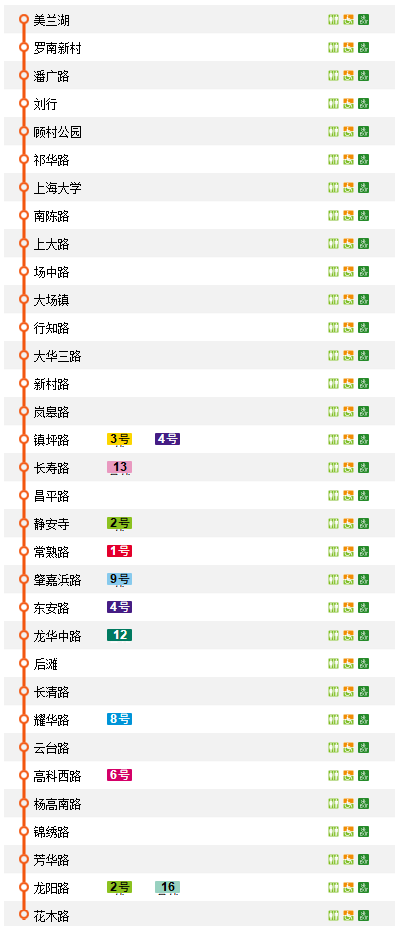 美兰湖
罗南新村
潘广路
刘行
顾村公园
祁华路
上海大学
南陈路
上大路
场中路
大场镇
行知路
大华三路
新村路
岚皋路
镇坪路 3号 4号
长寿路 13
昌平路
静安寺 2号
常熟路 1号
肇嘉浜路 9号
东安路 4号
龙华中路 12
后滩
长清路
耀华路 8号
云台路
高科西路 6号
杨高南路
锦绣路
芳华路
龙阳路 2号 16
花木路